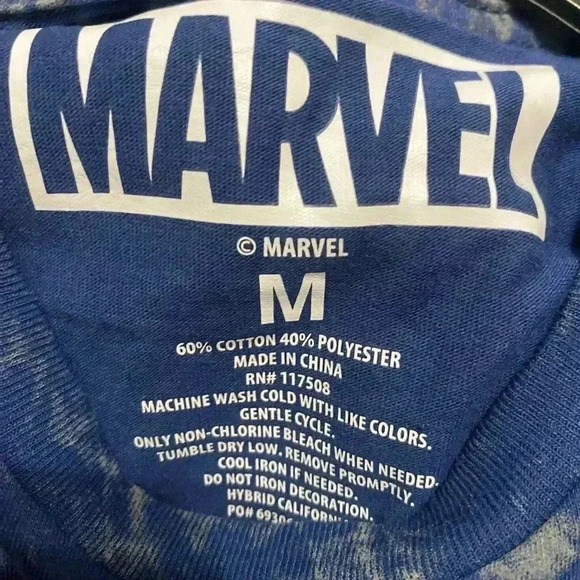 MARVEL
© MARVEL
M
60% COTTON 40% POLYESTER
MADE IN CHINA
RN# 117508
MACHINE WASH COLD WITH LIKE COLORS.
GENTLE CYCLE.
ONLY NON-CHLORINE BLEACH WHEN NEEDED.
TUMBLE DRY LOW. REMOVE PROMPTLY.
COOL IRON IF NEEDED.
DO NOT IRON DECORATION.
HYBRID
PO#